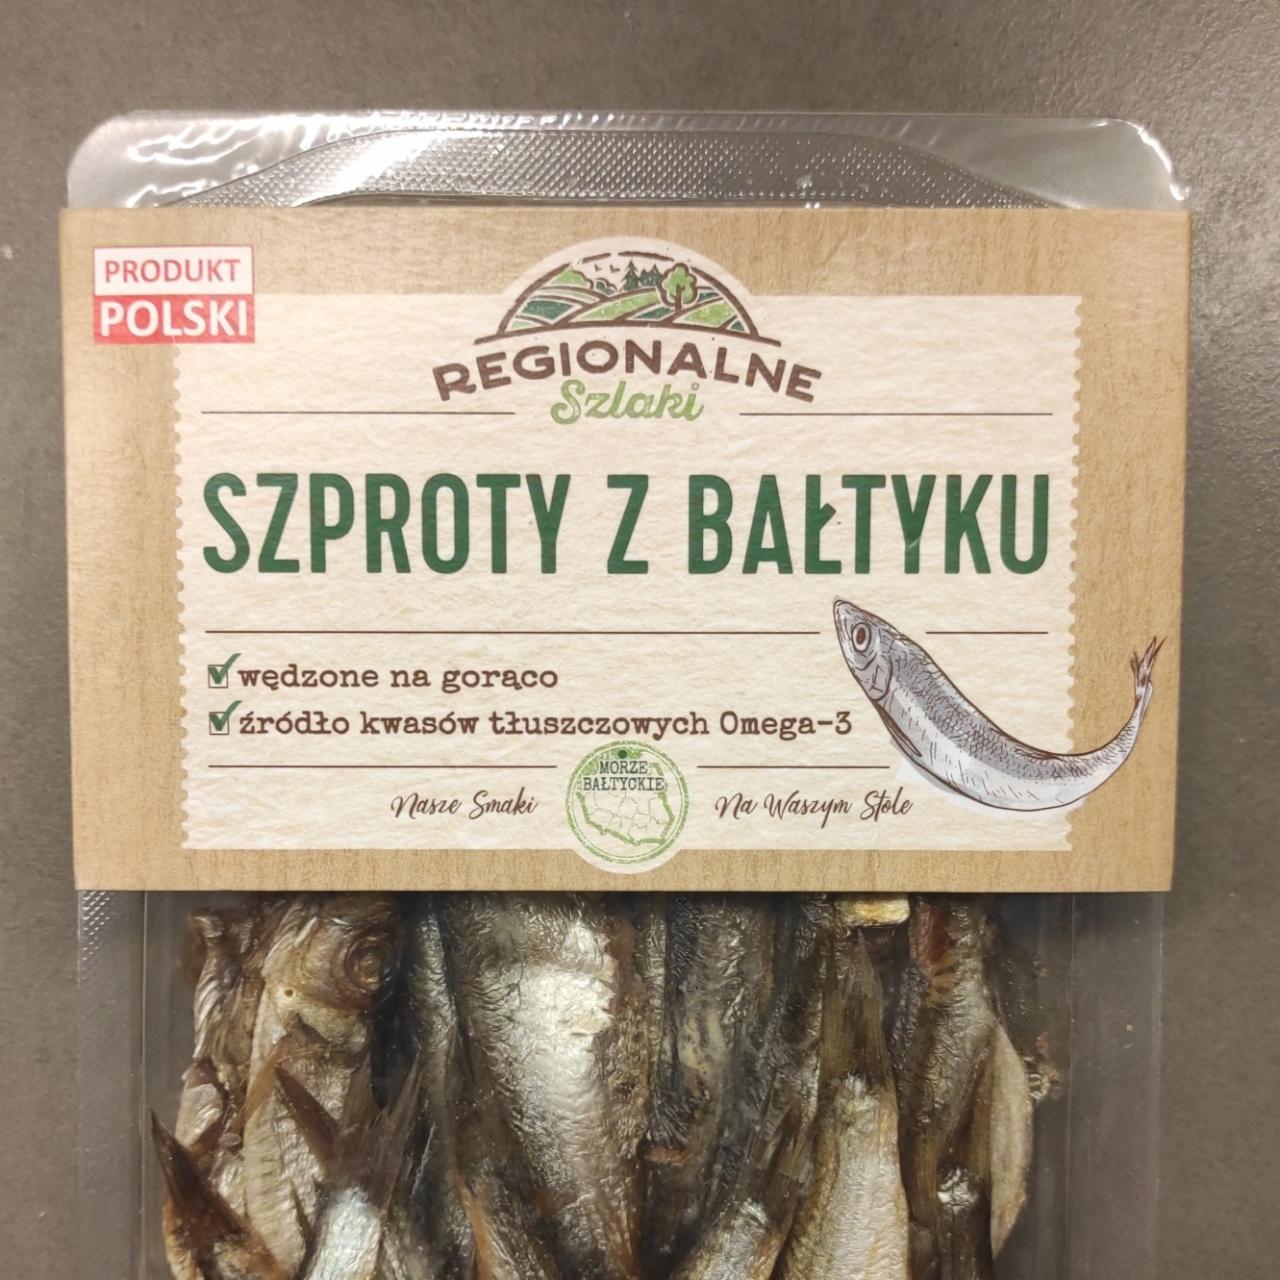 PRODUKT
POLSKI
REGIONALNE
Szlaki
SZPROTY Z BAŁTYKU
wędzone na gorąco
źródło kwasów tłuszczowych Omega-3
MORZE
BAŁTYCKIE
Nasze Smaki Na Waszym Stole